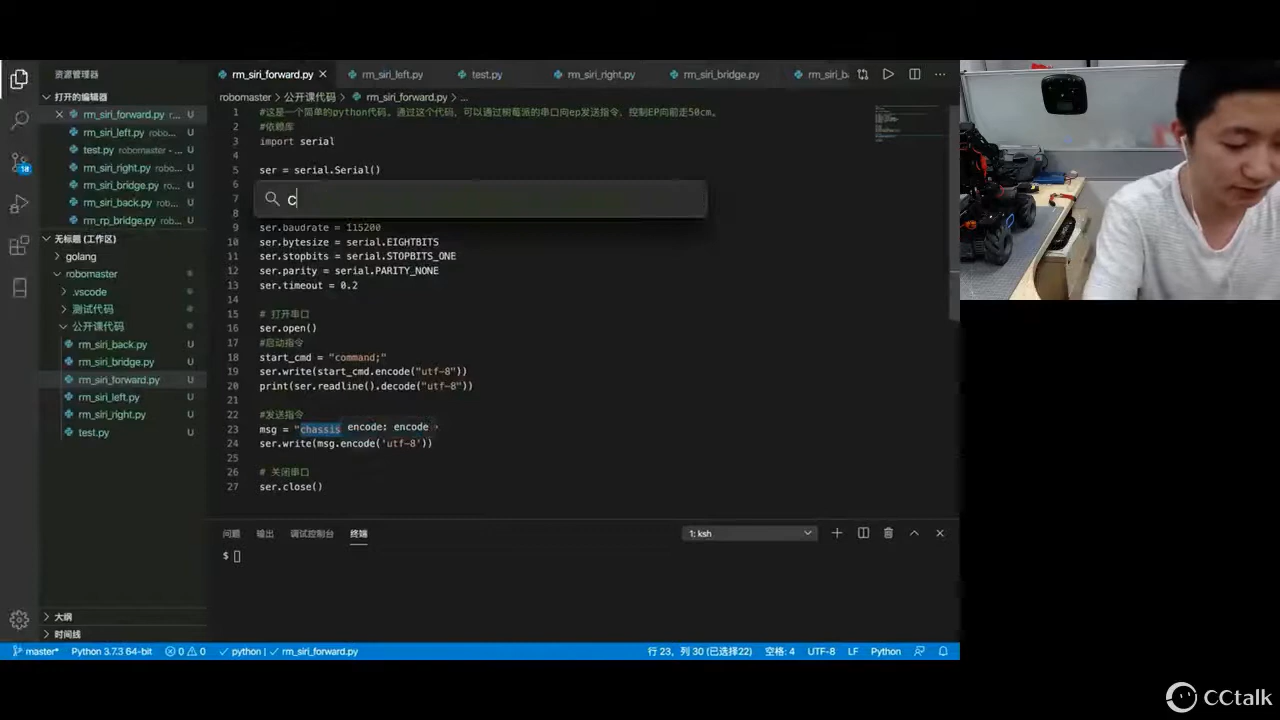 资源管理器
打开的编辑器
rm_siri_forward.py r... U
rm_siri_left.py robo... U
test.py robomaster - ... U
rm_siri_right.py robo... U
rm_siri_bridge.py ro... U
rm_siri_back.py robo... U
rm_rp_bridge.py rob... U
无标题 (工作区)
golang
robomaster
.vscode
测试代码
公开课代码
rm_siri_back.py U
rm_siri_bridge.py U
rm_siri_forward.py U
rm_siri_left.py U
rm_siri_right.py U
test.py U
大纲
时间线
18
rm_siri_forward.py
rm_siri_left.py
test.py
rm_siri_right.py
rm_siri_bridge.py
rm_siri_b
robomaster > 公开课代码 > rm_siri_forward.py > ...
1 #这是一个简单的python代码。通过这个代码，可以通过树莓派的串口向ep发送指令，控制EP向前走50cm。
2 #依赖库
3 import serial
4
5 ser = serial.Serial()
6
7
8
C
9 ser.baudrate = 115200
10 ser.bytesize = serial.EIGHTBITS
11 ser.stopbits = serial.STOPBITS_ONE
12 ser.parity = serial.PARITY_NONE
13 ser.timeout = 0.2
14
15 # 打开串口
16 ser.open()
17 #启动指令
18 start_cmd = "command;"
19 ser.write(start_cmd.encode("utf-8"))
20 print(ser.readline().decode("utf-8"))
21
22 #发送指令
23 msg = "chassis encode: encode
24 ser.write(msg.encode('utf-8'))
25
26 # 关闭串口
27 ser.close()
问题 输出 调试控制台 终端 1: ksh
$
master* Python 3.7.3 64-bit 0 0 python | rm_siri_forward.py 行 23，列 30 (已选择22) 空格: 4 UTF-8 LF Python
CCtalk